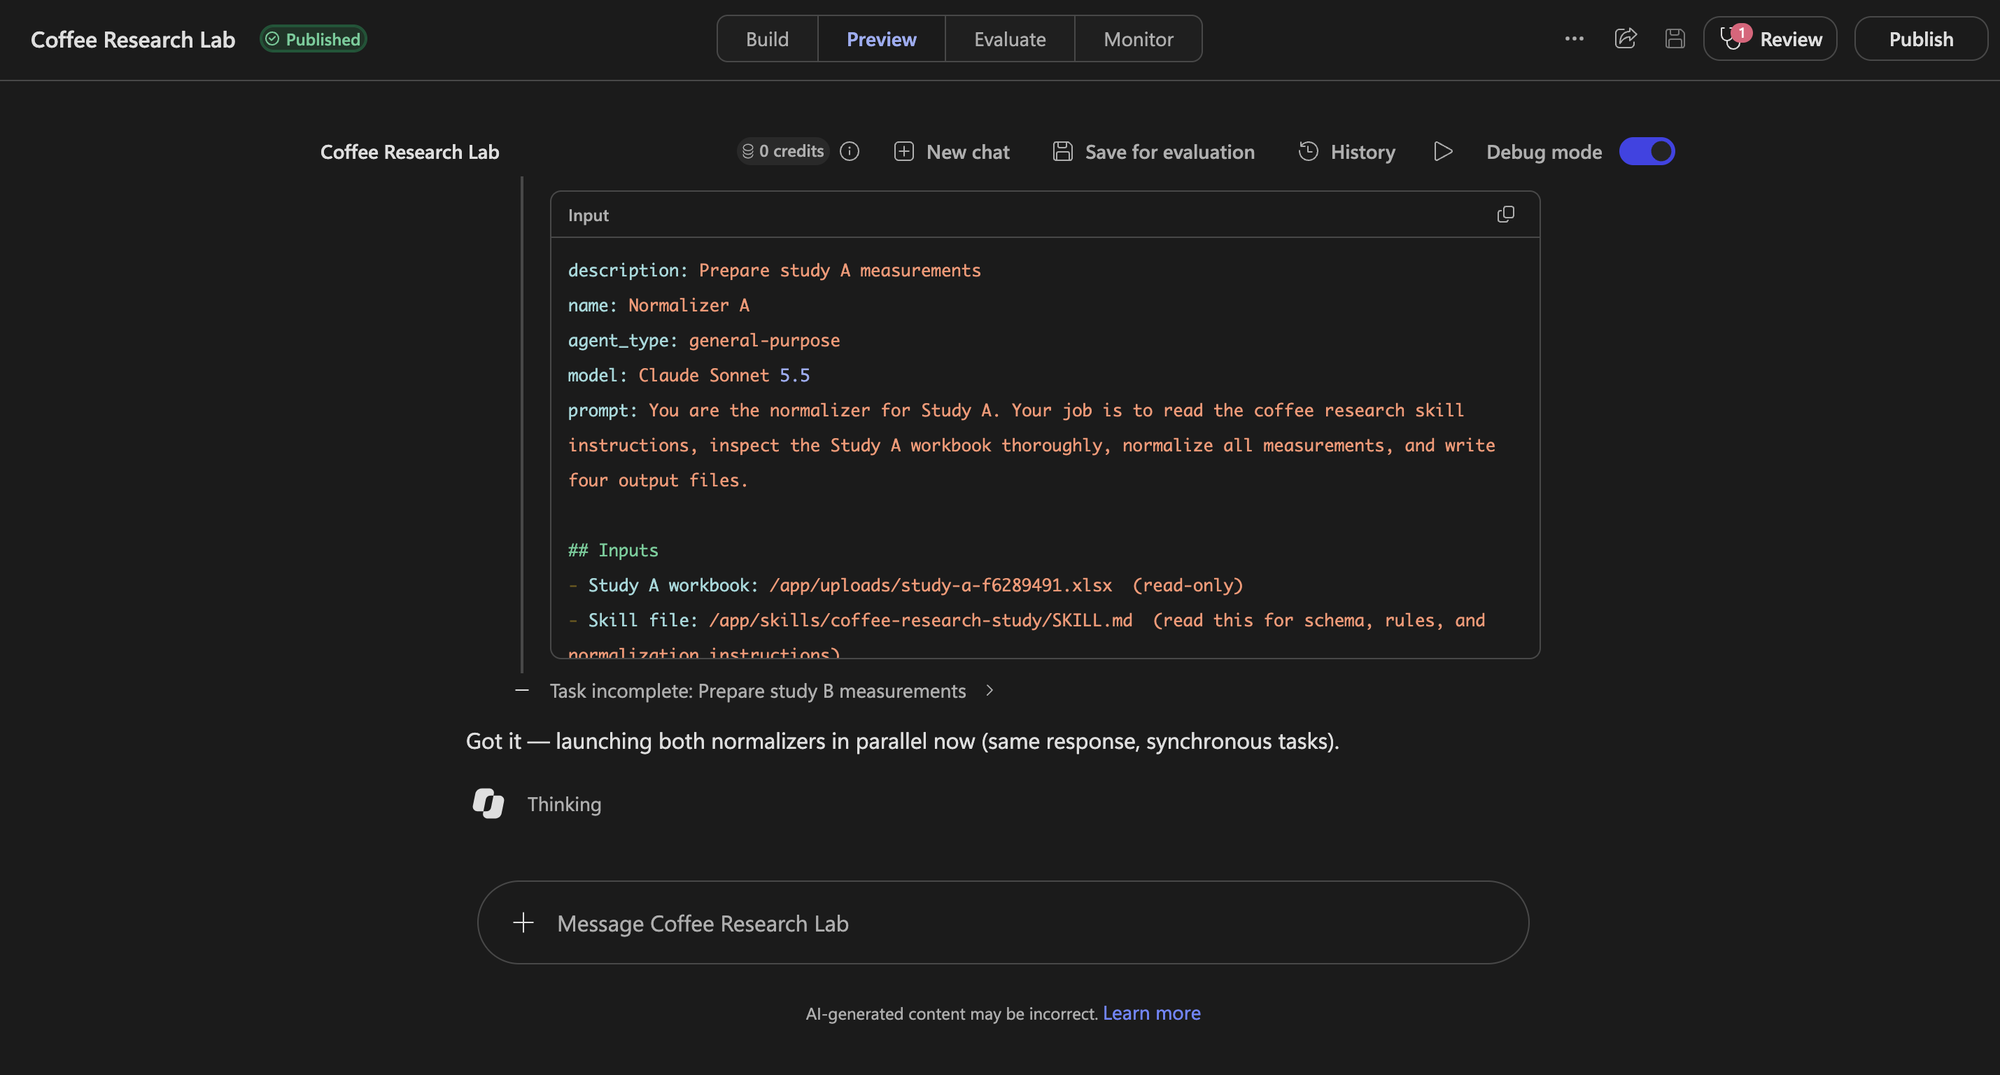 Coffee Research Lab
Published
Build
Preview
Evaluate
Monitor
1
Review
Publish
Coffee Research Lab
0 credits
New chat
Save for evaluation
History
Debug mode
Input
description: Prepare study A measurements
name: Normalizer A
agent_type: general-purpose
model: Claude Sonnet 5.5
prompt: You are the normalizer for Study A. Your job is to read the coffee research skill
instructions, inspect the Study A workbook thoroughly, normalize all measurements, and write
four output files.
## Inputs
- Study A workbook: /app/uploads/study-a-f6289491.xlsx  (read-only)
- Skill file: /app/skills/coffee-research-study/SKILL.md  (read this for schema, rules, and
normalization instructions)
Task incomplete: Prepare study B measurements
Got it — launching both normalizers in parallel now (same response, synchronous tasks).
Thinking
Message Coffee Research Lab
AI-generated content may be incorrect. Learn more